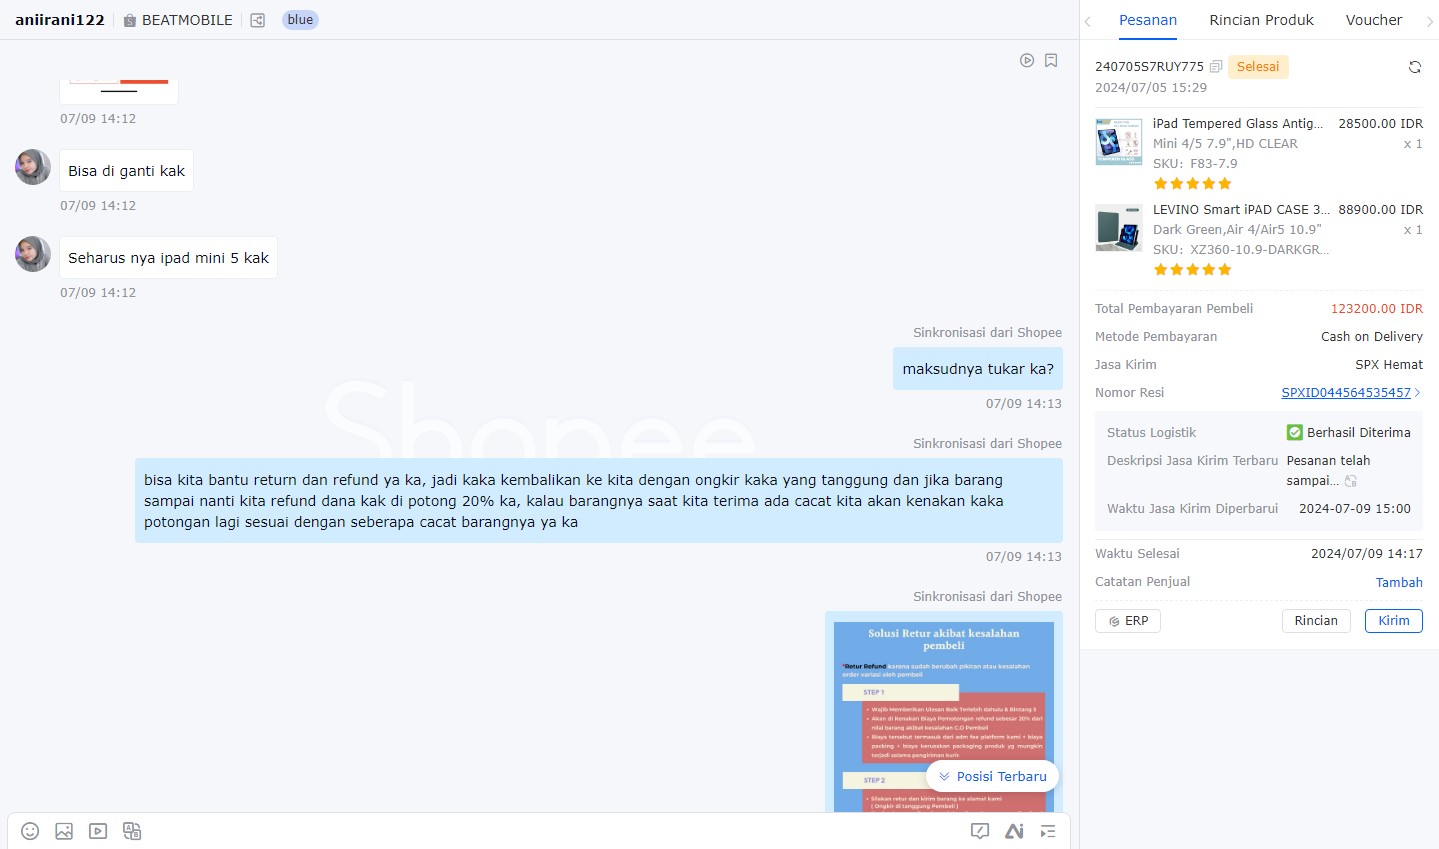 aniirani122
BEATMOBILE
blue
07/09 14:12
Bisa di ganti kak
07/09 14:12
Seharus nya ipad mini 5 kak
07/09 14:12
Sinkronisasi dari Shopee
maksudnya tukar ka?
07/09 14:13
Shopee
Sinkronisasi dari Shopee
bisa kita bantu return dan refund ya ka, jadi kaka kembalikan ke kita dengan ongkir kaka yang tanggung dan jika barang
sampai nanti kita refund dana kak di potong 20% ka, kalau barangnya saat kita terima ada cacat kita akan kenakan kaka
potongan lagi sesuai dengan seberapa cacat barangnya ya ka
07/09 14:13
Sinkronisasi dari Shopee
Solusi Retur akibat kesalahan
pembeli
*Retur Refund karena sudah berubah pikiran atau kesalahan
order variasi oleh pembeli
STEP 1
• Wajib Memberikan Ulasan Baik Terlebih dahulu & Bintang 5
• Akan di Kenakan Biaya Pemotongan refund sebesar 20% dari
nilai barang akibat kesalahan C.O Pembeli
• Biaya tersebut termasuk dari adm fee platform kami + biaya
packing + biaya kerusakan packaging produk yg mungkin
terjadi selama pengiriman kurir.
STEP 2
• Silakan retur dan kirim barang ke alamat kami
( Ongkir di tanggung Pembeli )
Posisi Terbaru
Pesanan
Rincian Produk
Voucher
240705S7RUY775
Selesai
2024/07/05 15:29
iPad Tempered Glass Antig... 28500.00 IDR
Mini 4/5 7.9",HD CLEAR x 1
SKU: F83-7.9
LEVINO Smart iPAD CASE 3... 88900.00 IDR
Dark Green,Air 4/Air5 10.9" x 1
SKU: XZ360-10.9-DARKGR...
Total Pembayaran Pembeli 123200.00 IDR
Metode Pembayaran Cash on Delivery
Jasa Kirim SPX Hemat
Nomor Resi SPXID044564535457
Status Logistik Berhasil Diterima
Deskripsi Jasa Kirim Terbaru Pesanan telah
sampai...
Waktu Jasa Kirim Diperbarui 2024-07-09 15:00
Waktu Selesai 2024/07/09 14:17
Catatan Penjual Tambah
ERP
Rincian
Kirim